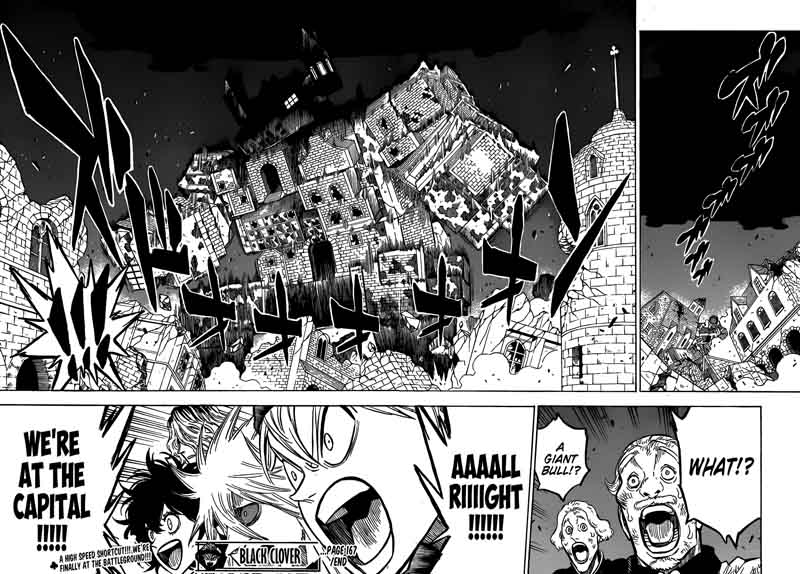 !!!
WHAT!?
A
GIANT
BULL!?
AAAALL
RIIIIGHT
!!!!!!
WE'RE
AT THE
CAPITAL
!!!!!
BLACK CLOVER
...PAGE 167
/END
A HIGH SPEED SHORTCUT!!!...WE'RE
FINALLY AT THE BATTLEGROUND!!!